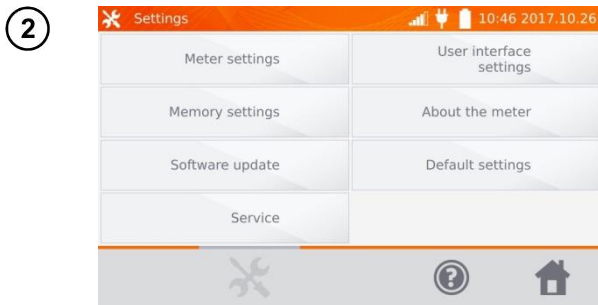 2
Settings
10:46 2017.10.26
Meter settings
User interface
settings
Memory settings
About the meter
Software update
Default settings
Service
?